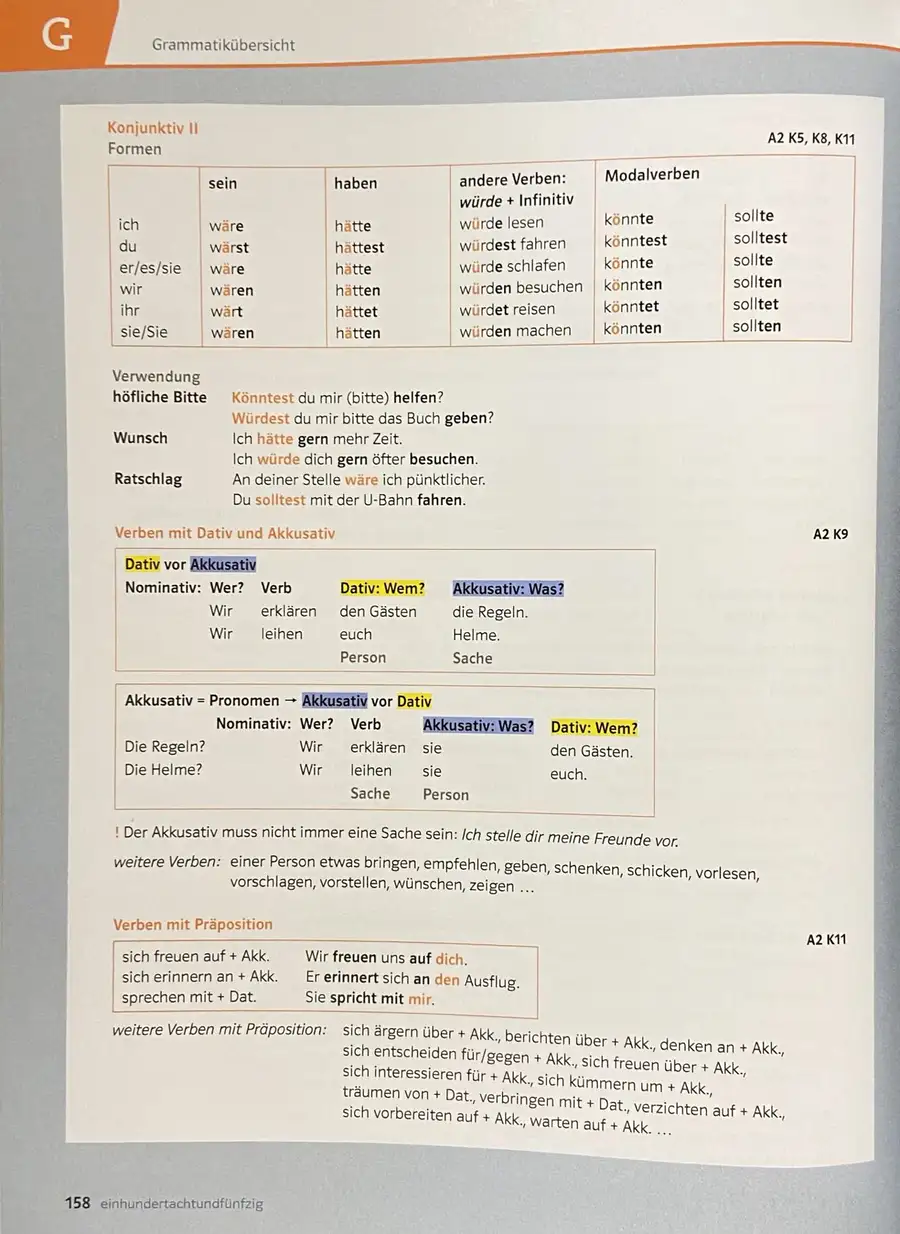 G
Grammatikübersicht
Konjunktiv II
A2 K5, K8, K11
Formen
sein haben andere Verben: Modalverben
würde + Infinitiv
ich wäre hätte würde lesen könnte sollte
du wärst hättest würdest fahren könntest solltest
er/es/sie wäre hätte würde schlafen könnte sollte
wir wären hätten würden besuchen könnten sollten
ihr wärt hättet würdet reisen könntet solltet
sie/Sie wären hätten würden machen könnten sollten
Verwendung
höfliche Bitte Könntest du mir (bitte) helfen?
Würdest du mir bitte das Buch geben?
Wunsch Ich hätte gern mehr Zeit.
Ich würde dich gern öfter besuchen.
Ratschlag An deiner Stelle wäre ich pünktlicher.
Du solltest mit der U-Bahn fahren.
Verben mit Dativ und Akkusativ A2 K9
Dativ vor Akkusativ
Nominativ: Wer? Verb Dativ: Wem? Akkusativ: Was?
Wir erklären den Gästen die Regeln.
Wir leihen euch Helme.
Person Sache
Akkusativ = Pronomen → Akkusativ vor Dativ
Nominativ: Wer? Verb Akkusativ: Was? Dativ: Wem?
Die Regeln? Wir erklären sie den Gästen.
Die Helme? Wir leihen sie euch.
Sache Person
! Der Akkusativ muss nicht immer eine Sache sein: Ich stelle dir meine Freunde vor.
weitere Verben: einer Person etwas bringen, empfehlen, geben, schenken, schicken, vorlesen,
vorschlagen, vorstellen, wünschen, zeigen ...
Verben mit Präposition A2 K11
sich freuen auf + Akk. Wir freuen uns auf dich.
sich erinnern an + Akk. Er erinnert sich an den Ausflug.
sprechen mit + Dat. Sie spricht mit mir.
weitere Verben mit Präposition: sich ärgern über + Akk., berichten über + Akk., denken an + Akk.,
sich entscheiden für/gegen + Akk., sich freuen über + Akk.,
sich interessieren für + Akk., sich kümmern um + Akk.,
träumen von + Dat., verbringen mit + Dat., verzichten auf + Akk.,
sich vorbereiten auf + Akk., warten auf + Akk. ...
158 einhundertachtundfünfzig